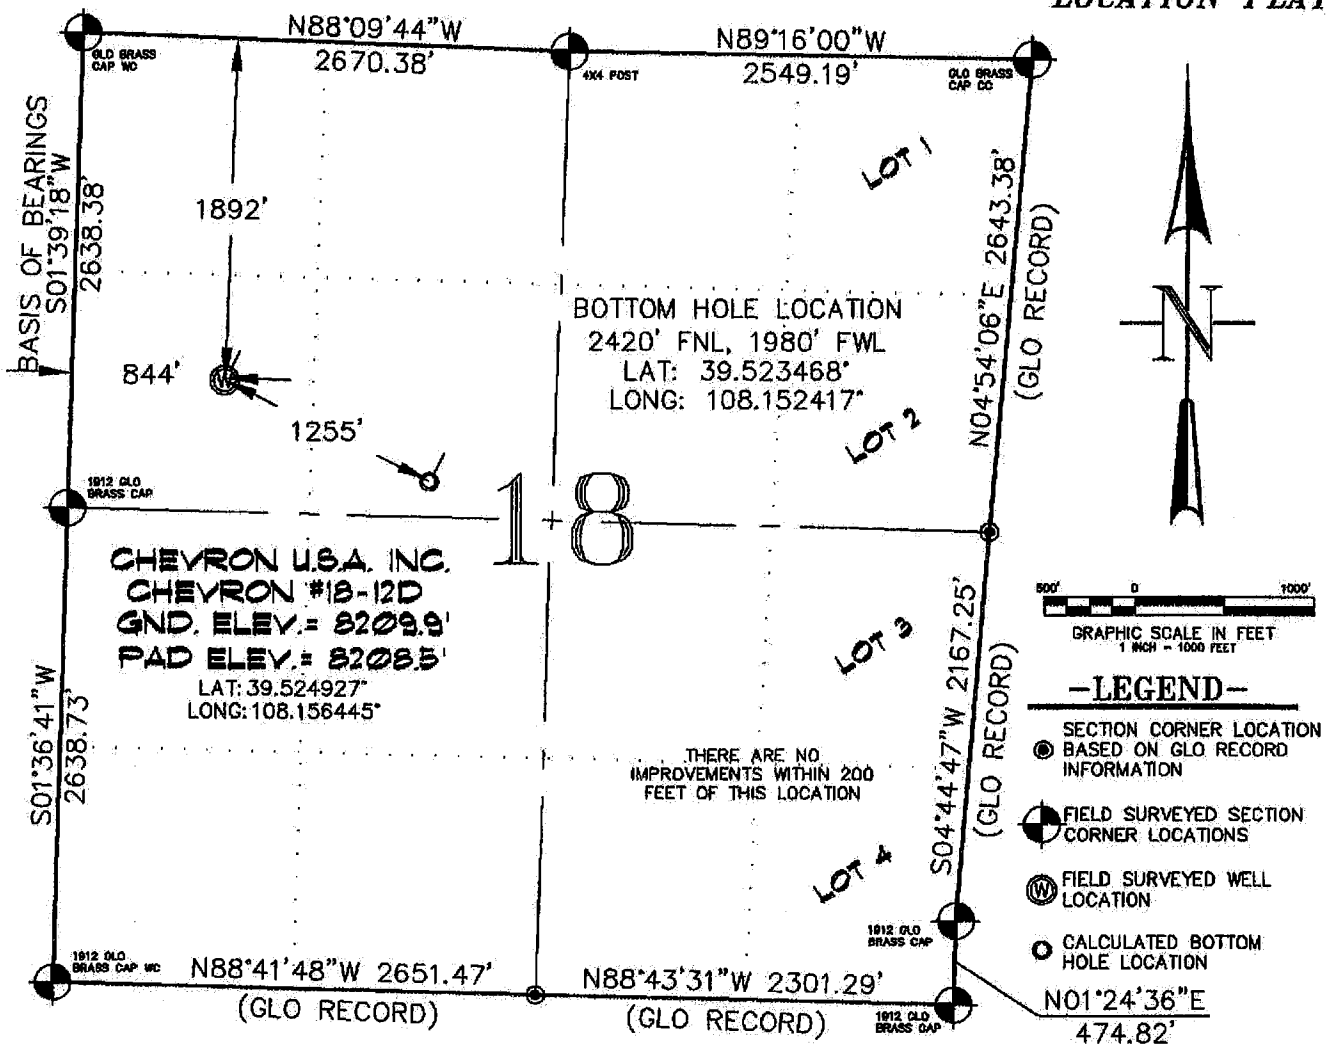 LOCATION PLAT
N88°09'44"W
2670.38'
N89°16'00"W
2549.19'
GLO BRASS
CAP WC
4X4 POST
GLO BRASS
CAP CC
BASIS OF BEARINGS
S01°39'18"W
2638.38'
1892'
LOT 1
N04°54'06"E 2643.38'
(GLO RECORD)
N
BOTTOM HOLE LOCATION
2420' FNL, 1980' FWL
LAT: 39.523468°
LONG: 108.152417°
844'
W
1255'
LOT 2
1912 GLO
BRASS CAP
18
CHEVRON U.S.A. INC.
CHEVRON #18-12D
GND. ELEV.= 8209.9'
PAD ELEV.= 8208.5'
LAT: 39.524927°
LONG: 108.156445°
500' 0 1000'
GRAPHIC SCALE IN FEET
1 INCH = 1000 FEET
LOT 3
S04°44'47"W 2167.25'
(GLO RECORD)
S01°36'41"W
2638.73'
THERE ARE NO
IMPROVEMENTS WITHIN 200
FEET OF THIS LOCATION
LOT 4
-LEGEND-
SECTION CORNER LOCATION
BASED ON GLO RECORD
INFORMATION
FIELD SURVEYED SECTION
CORNER LOCATIONS
W FIELD SURVEYED WELL
LOCATION
CALCULATED BOTTOM
HOLE LOCATION
1912 GLO
BRASS CAP
1912 GLO
BRASS CAP WC
N88°41'48"W 2651.47'
(GLO RECORD)
N88°43'31"W 2301.29'
(GLO RECORD)
1912 GLO
BRASS CAP
N01°24'36"E
474.82'